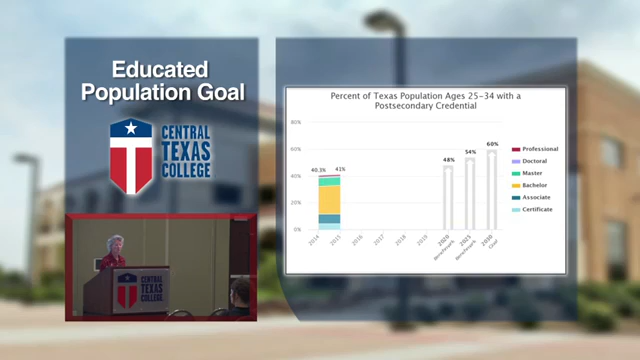 Educated
Population Goal
CENTRAL
TEXAS
COLLEGE
CENTRAL
TEXAS
COLLEGE
Percent of Texas Population Ages 25-34 with a
Postsecondary Credential
80%
60%
40%
20%
0%
40.3%
41%
48%
54%
60%
2014
2015
2016
2017
2018
2019
2020
Benchmark
2025
Benchmark
2030
Goal
Professional
Doctoral
Master
Bachelor
Associate
Certificate